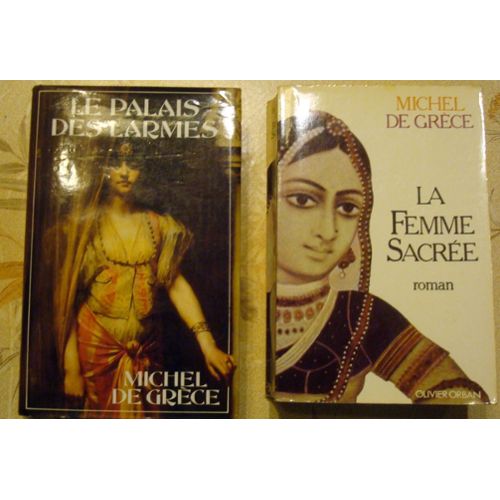 LE PALAIS
DES LARMES
MICHEL
DE GRÈCE
MICHEL
DE GRÈCE
LA
FEMME
SACRÉE
roman
OLIVIER ORBAN